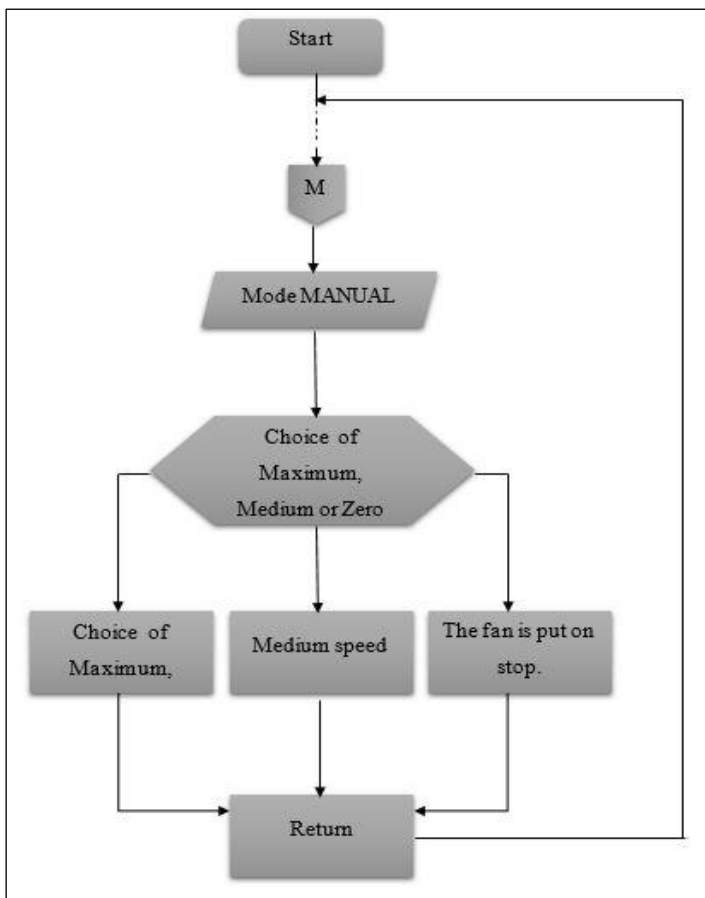 Start
M
Mode MANUAL
Choice of
Maximum,
Medium or Zero
Choice of
Maximum,
Medium speed
The fan is put on
stop.
Return